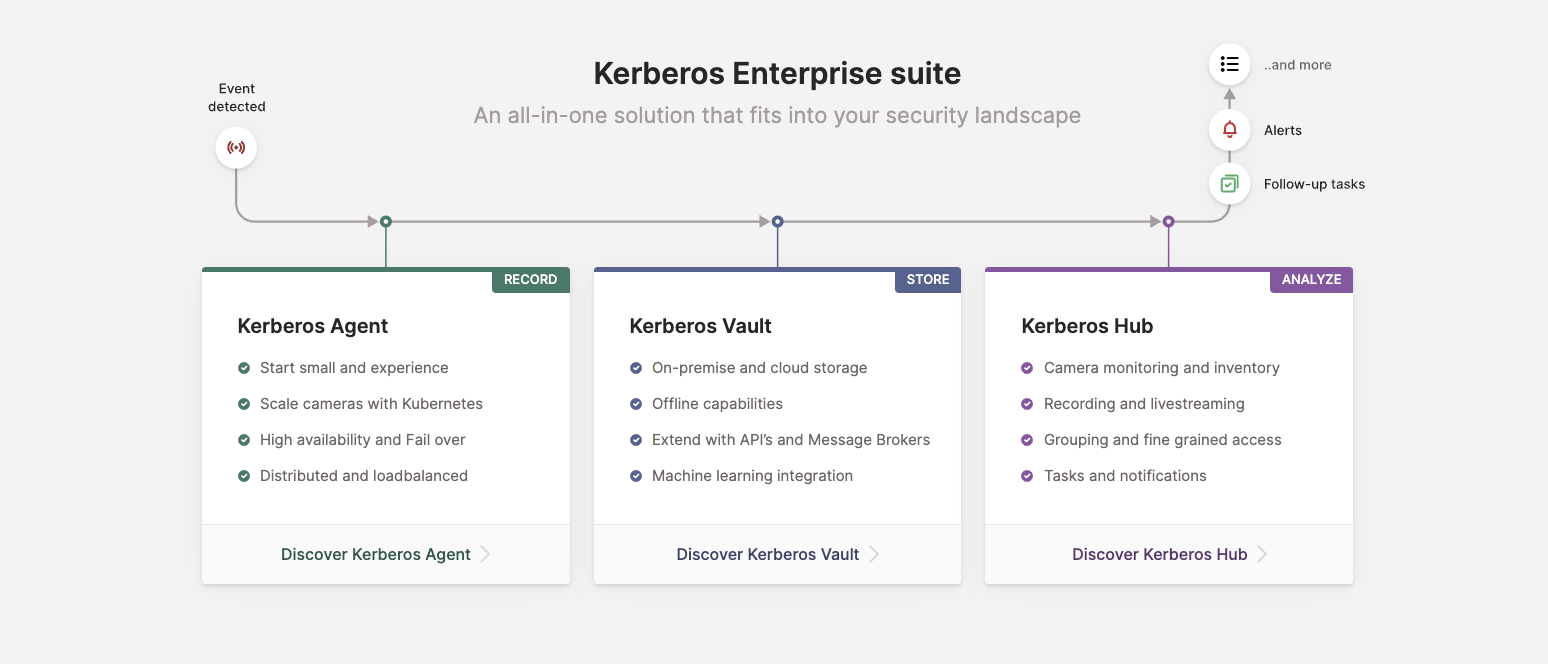 Kerberos Enterprise suite
An all-in-one solution that fits into your security landscape
Event
detected
..and more
Alerts
Follow-up tasks
RECORD
Kerberos Agent
Start small and experience
Scale cameras with Kubernetes
High availability and Fail over
Distributed and loadbalanced
Discover Kerberos Agent
STORE
Kerberos Vault
On-premise and cloud storage
Offline capabilities
Extend with API's and Message Brokers
Machine learning integration
Discover Kerberos Vault
ANALYZE
Kerberos Hub
Camera monitoring and inventory
Recording and livestreaming
Grouping and fine grained access
Tasks and notifications
Discover Kerberos Hub